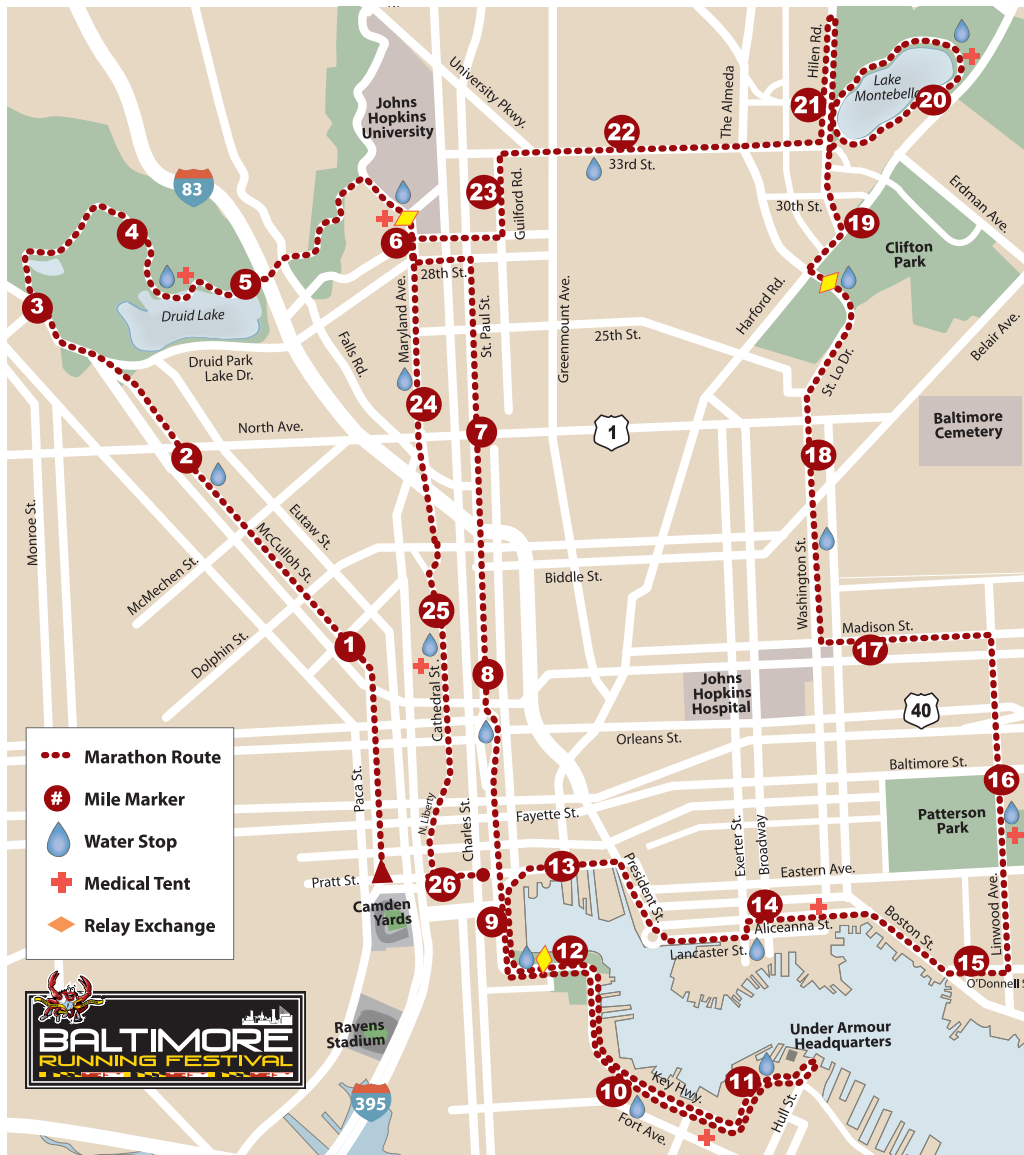 Hilen Rd.
Lake
Montebello
20
21
University Pkwy.
The Alameda
Johns
Hopkins
University
22
33rd St.
83
23
Guilford Rd.
Erdman Ave.
30th St.
19
4
6
Clifton
Park
28th St.
5
3
Druid Lake
Harford Rd.
Maryland Ave.
St. Paul St.
Greenmount Ave.
25th St.
Belair Ave.
Falls Rd.
Druid Park
Lake Dr.
St. Lo Dr.
24
Baltimore
Cemetery
North Ave.
7
1
2
18
Monroe St.
Eutaw St.
McCulloh St.
McMechen St.
Biddle St.
Washington St.
25
Madison St.
Dolphin St.
1
17
8
Johns
Hopkins
Hospital
40
Cathedral St.
Orleans St.
Marathon Route
Baltimore St.
Paca St.
16
# Mile Marker
N. Liberty
Charles St.
Fayette St.
Patterson
Park
Water Stop
Exerter St.
Broadway
13
President St.
Eastern Ave.
Medical Tent
Pratt St.
26
Camden
Yards
14
Linwood Ave.
Relay Exchange
9
Aliceanna St.
Boston St.
Lancaster St.
12
15
O'Donnell S
BALTIMORE
RUNNING FESTIVAL
Ravens
Stadium
Under Armour
Headquarters
395
10
Key Hwy.
11
Hull St.
Fort Ave.